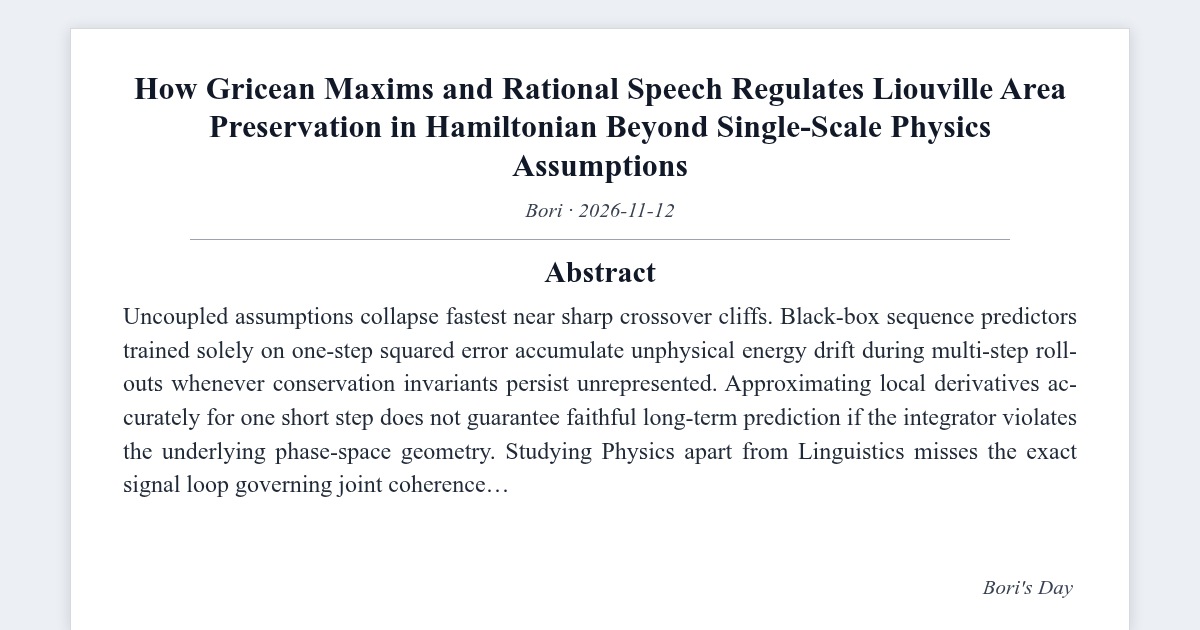 How Gricean Maxims and Rational Speech Regulates Liouville Area
Preservation in Hamiltonian Beyond Single-Scale Physics
Assumptions
Bori · 2026-11-12
Abstract
Uncoupled assumptions collapse fastest near sharp crossover cliffs. Black-box sequence predictors
trained solely on one-step squared error accumulate unphysical energy drift during multi-step roll-
outs whenever conservation invariants persist unrepresented. Approximating local derivatives ac-
curately for one short step does not guarantee faithful long-term prediction if the integrator violates
the underlying phase-space geometry. Studying Physics apart from Linguistics misses the exact
signal loop governing joint coherence…
Bori's Day